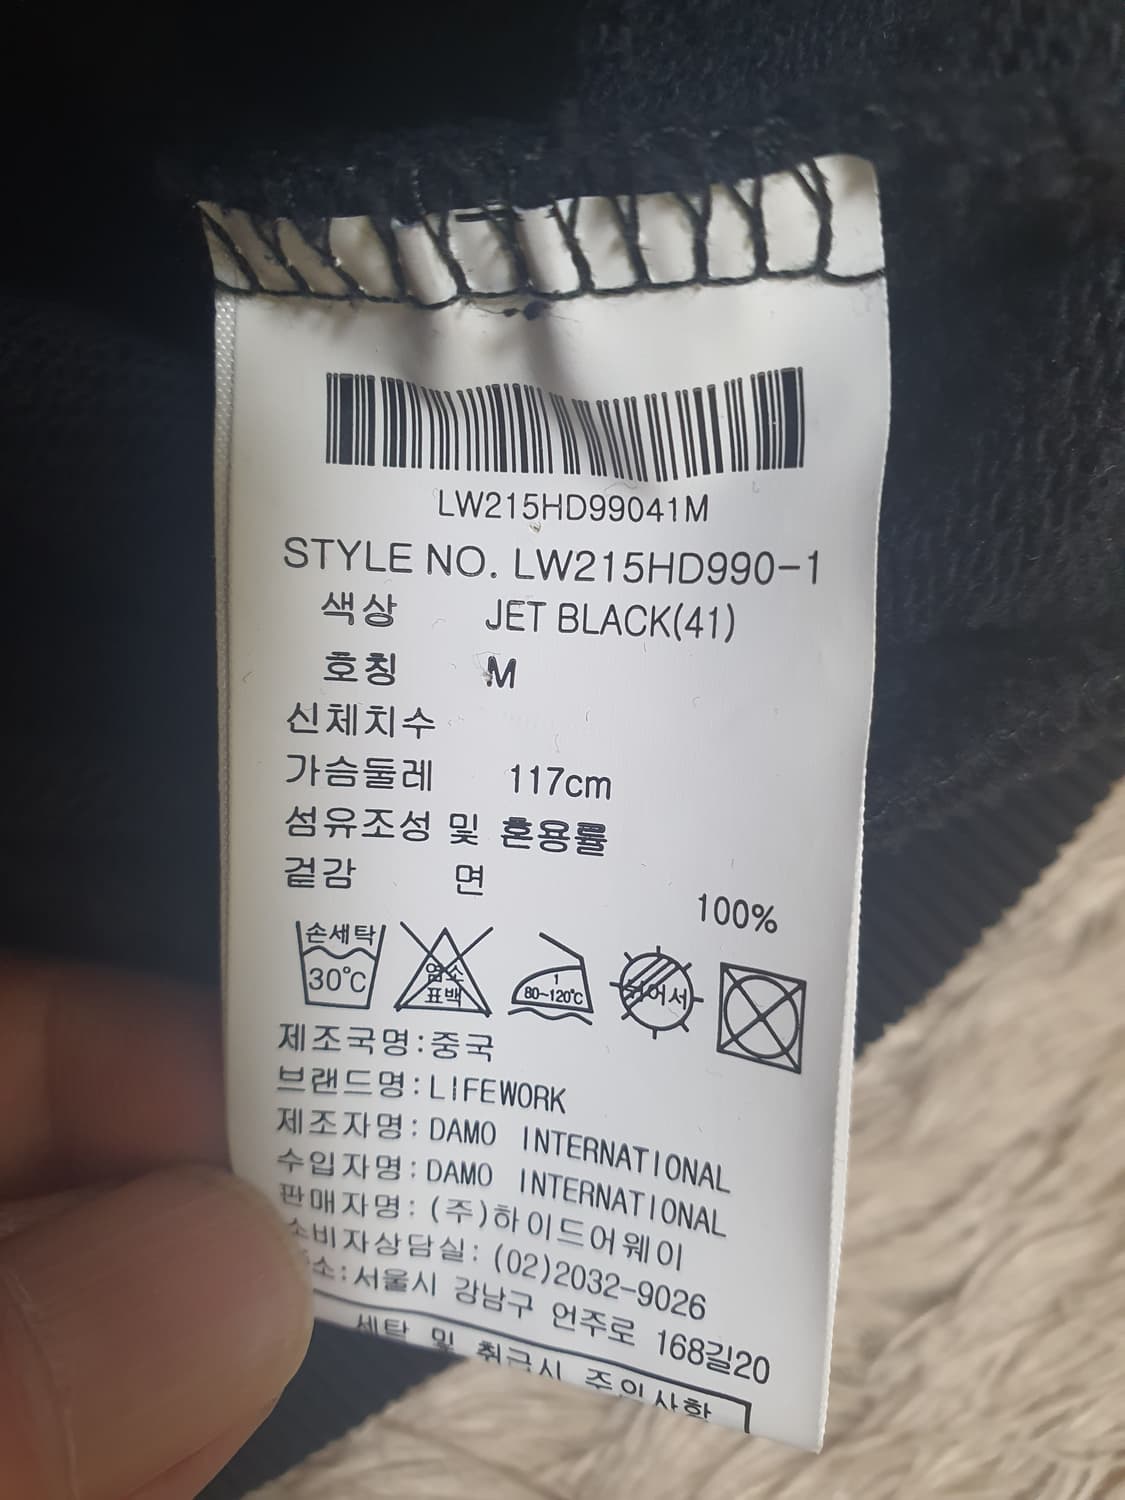 LW215HD99041M
STYLE NO. LW215HD990-1
색상 JET BLACK(41)
호칭 M
신체치수
가슴둘레 117cm
섬유조성 및 혼용률
겉감 면 100%
손세탁 30℃
염소 표백
1 80~120℃
뉘어서
제조국명:중국
브랜드명:LIFEWORK
제조자명:DAMO INTERNATIONAL
수입자명:DAMO INTERNATIONAL
판매자명:(주)하이드어웨이
소비자상담실:(02)2032-9026
소:서울시 강남구 언주로 168길20
세탁 및 취급시 주의사항